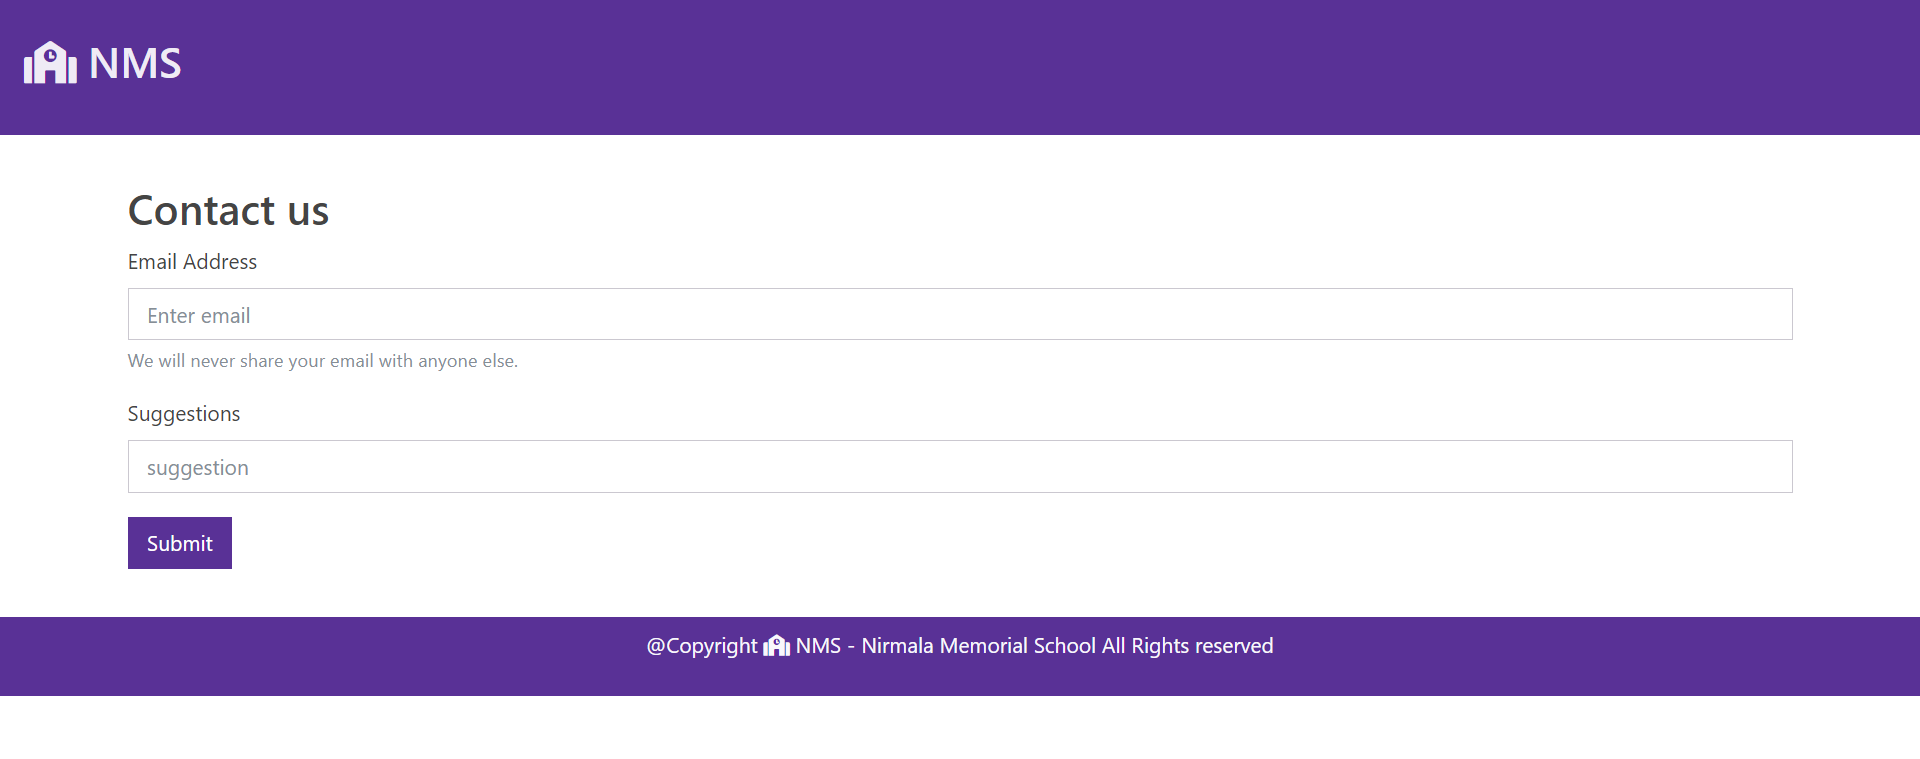 NMS
Contact us
Email Address
Enter email
We will never share your email with anyone else.
Suggestions
suggestion
Submit
@Copyright NMS - Nirmala Memorial School All Rights reserved